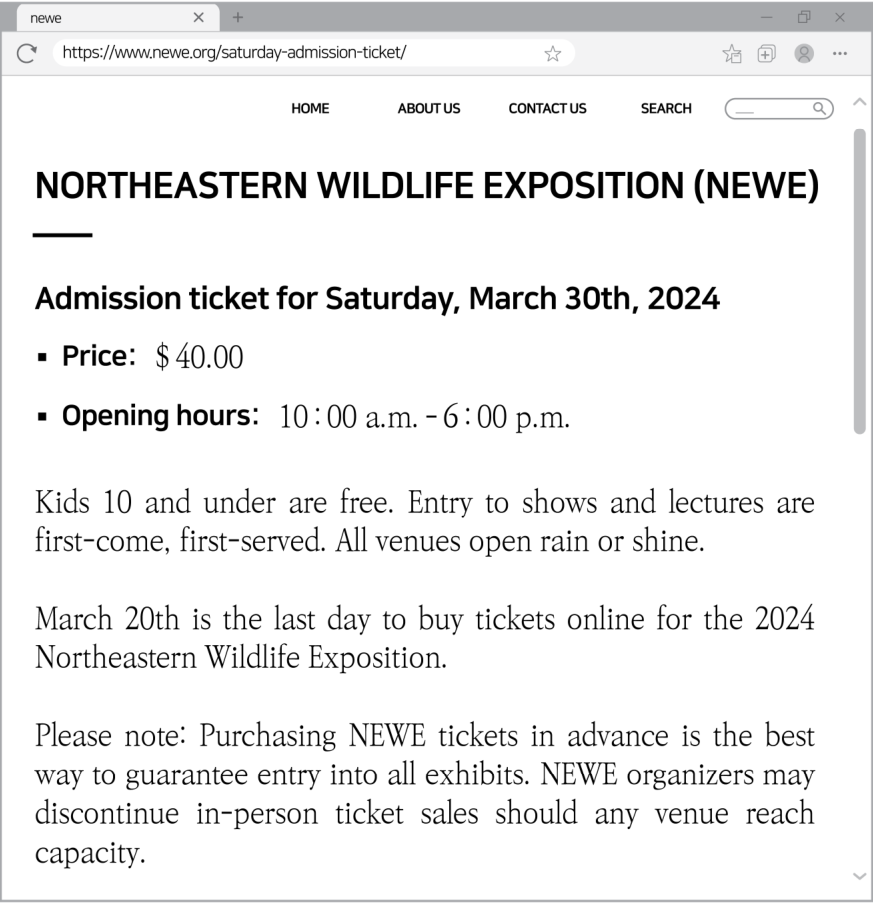 newe
https://www.newe.org/saturday-admission-ticket/
HOME ABOUT US CONTACT US SEARCH
NORTHEASTERN WILDLIFE EXPOSITION (NEWE)
Admission ticket for Saturday, March 30th, 2024
▪ Price: $ 40.00
▪ Opening hours: 10:00 a.m. - 6:00 p.m.
Kids 10 and under are free. Entry to shows and lectures are
first-come, first-served. All venues open rain or shine.
March 20th is the last day to buy tickets online for the 2024
Northeastern Wildlife Exposition.
Please note: Purchasing NEWE tickets in advance is the best
way to guarantee entry into all exhibits. NEWE organizers may
discontinue in-person ticket sales should any venue reach
capacity.